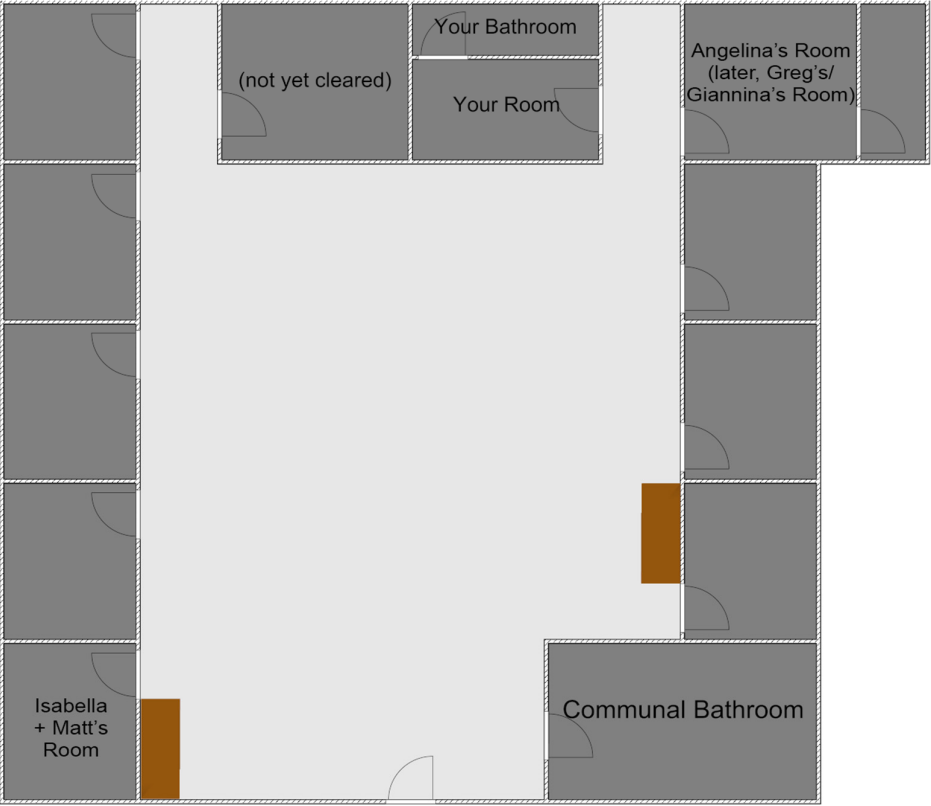 Your Bathroom
(not yet cleared)
Your Room
Angelina's Room
(later, Greg's/
Giannina's Room)
Isabella
+ Matt's
Room
Communal Bathroom